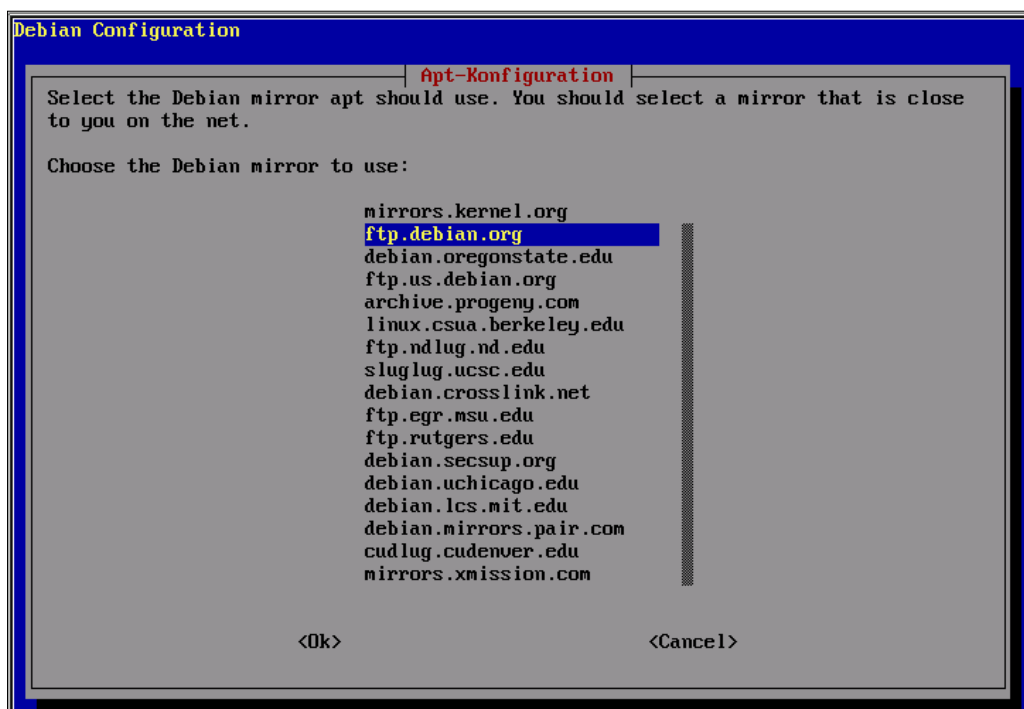 Debian Configuration
Apt-Konfiguration
Select the Debian mirror apt should use. You should select a mirror that is close
to you on the net.
Choose the Debian mirror to use:
mirrors.kernel.org
ftp.debian.org
debian.oregonstate.edu
ftp.us.debian.org
archive.progeny.com
linux.csua.berkeley.edu
ftp.ndlug.nd.edu
sluglug.ucsc.edu
debian.crosslink.net
ftp.egr.msu.edu
ftp.rutgers.edu
debian.secsup.org
debian.uchicago.edu
debian.lcs.mit.edu
debian.mirrors.pair.com
cudlug.cudenver.edu
mirrors.xmission.com
<Ok> <Cancel>